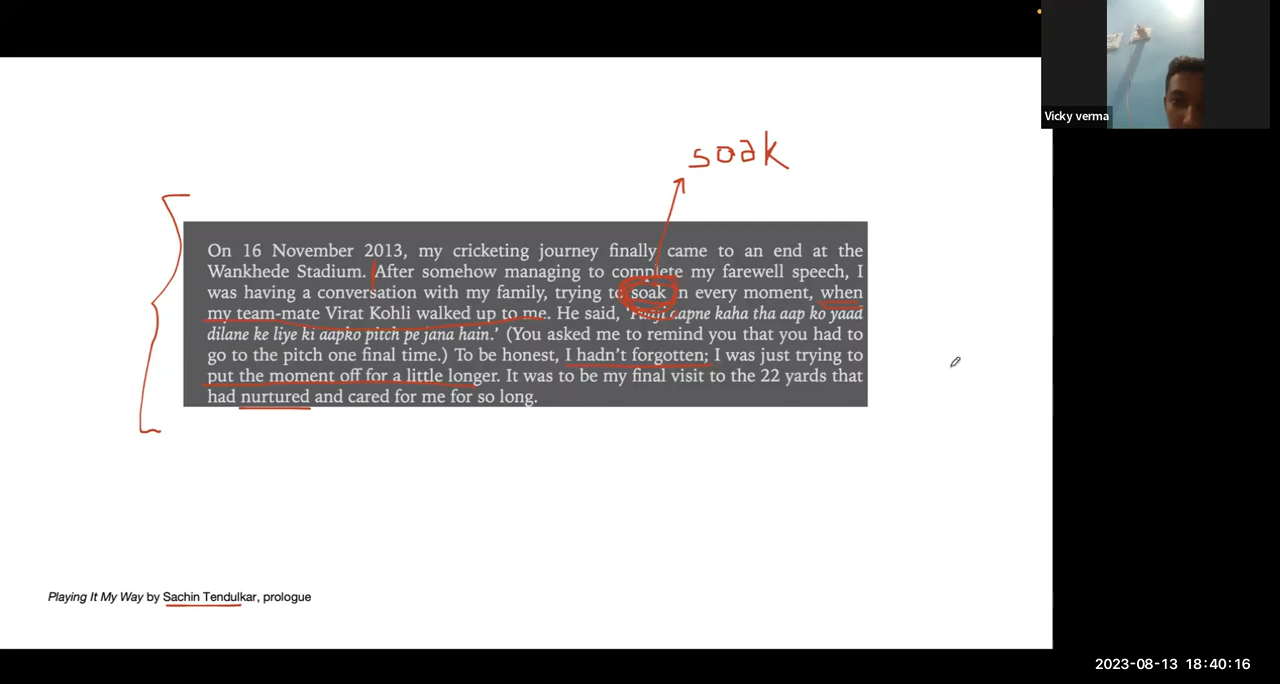 Vicky verma
soak
On 16 November 2013, my cricketing journey finally came to an end at the
Wankhede Stadium. After somehow managing to complete my farewell speech, I
was having a conversation with my family, trying to soak in every moment, when
my team-mate Virat Kohli walked up to me. He said, ‘Paaji aapne kaha tha aap ko yaad
dilane ke liye ki aapko pitch pe jana hain.’ (You asked me to remind you that you had to
go to the pitch one final time.) To be honest, I hadn’t forgotten; I was just trying to
put the moment off for a little longer. It was to be my final visit to the 22 yards that
had nurtured and cared for me for so long.
Playing It My Way by Sachin Tendulkar, prologue
2023-08-13 18:40:16